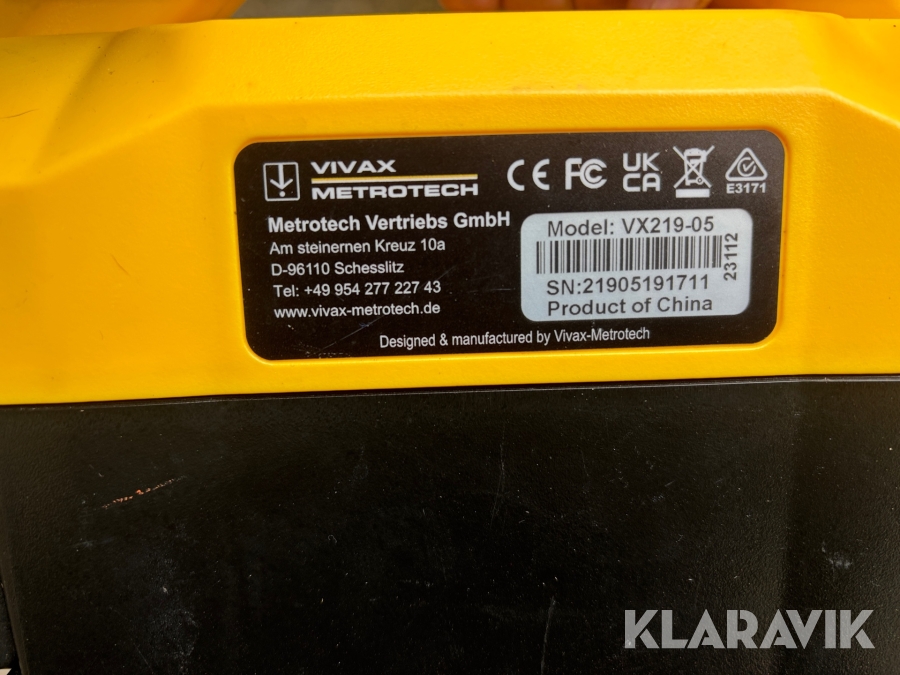 VIVAX
METROTECH
CE FC UK CA
E3171
Metrotech Vertriebs GmbH
Am steinernen Kreuz 10a
D-96110 Schesslitz
Tel: +49 954 277 227 43
www.vivax-metrotech.de
Model: VX219-05
23112
SN:21905191711
Product of China
Designed & manufactured by Vivax-Metrotech
KLARAVIK